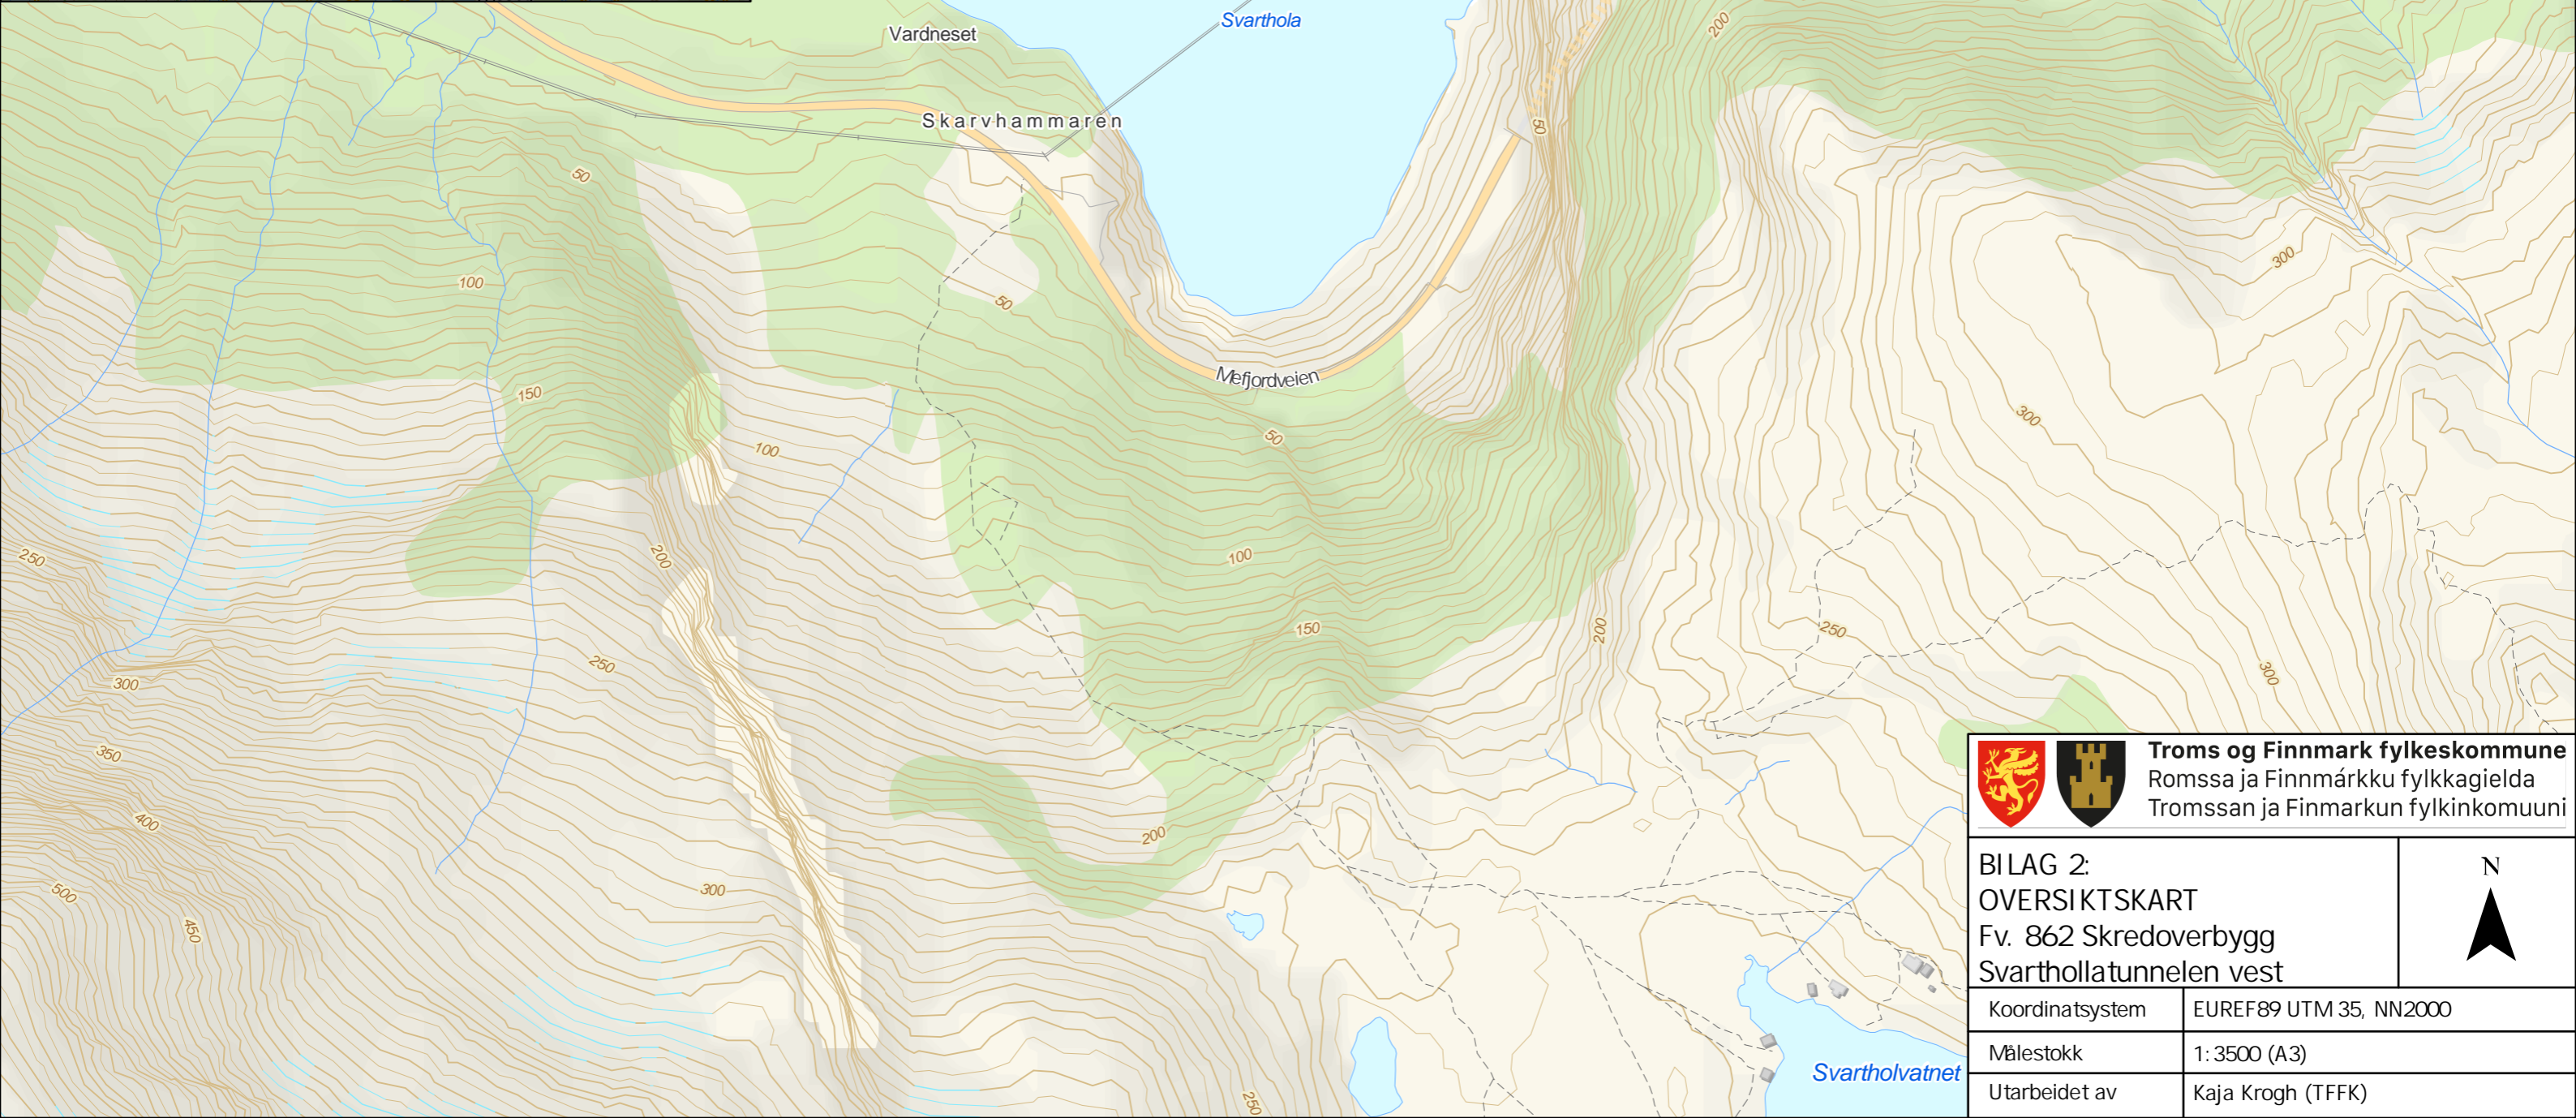 Svarthola
Vardneset
Skarvhammaren
Mefjordveien
200
50
50
100
50
300
150
100
50
300
100
250
200
150
200
250
250
300
300
350
400
200
500
300
450
250
Svartholvatnet
Troms og Finnmark fylkeskommune
Romssa ja Finnmárkku fylkkagielda
Tromssan ja Finmarkun fylkinkomuuni
BILAG 2:
OVERSIKTSKART
Fv. 862 Skredoverbygg
Svarthollatunnelen vest
N
Koordinatsystem
EUREF89 UTM 35, NN2000
Målestokk
1:3500 (A3)
Utarbeidet av
Kaja Krogh (TFFK)